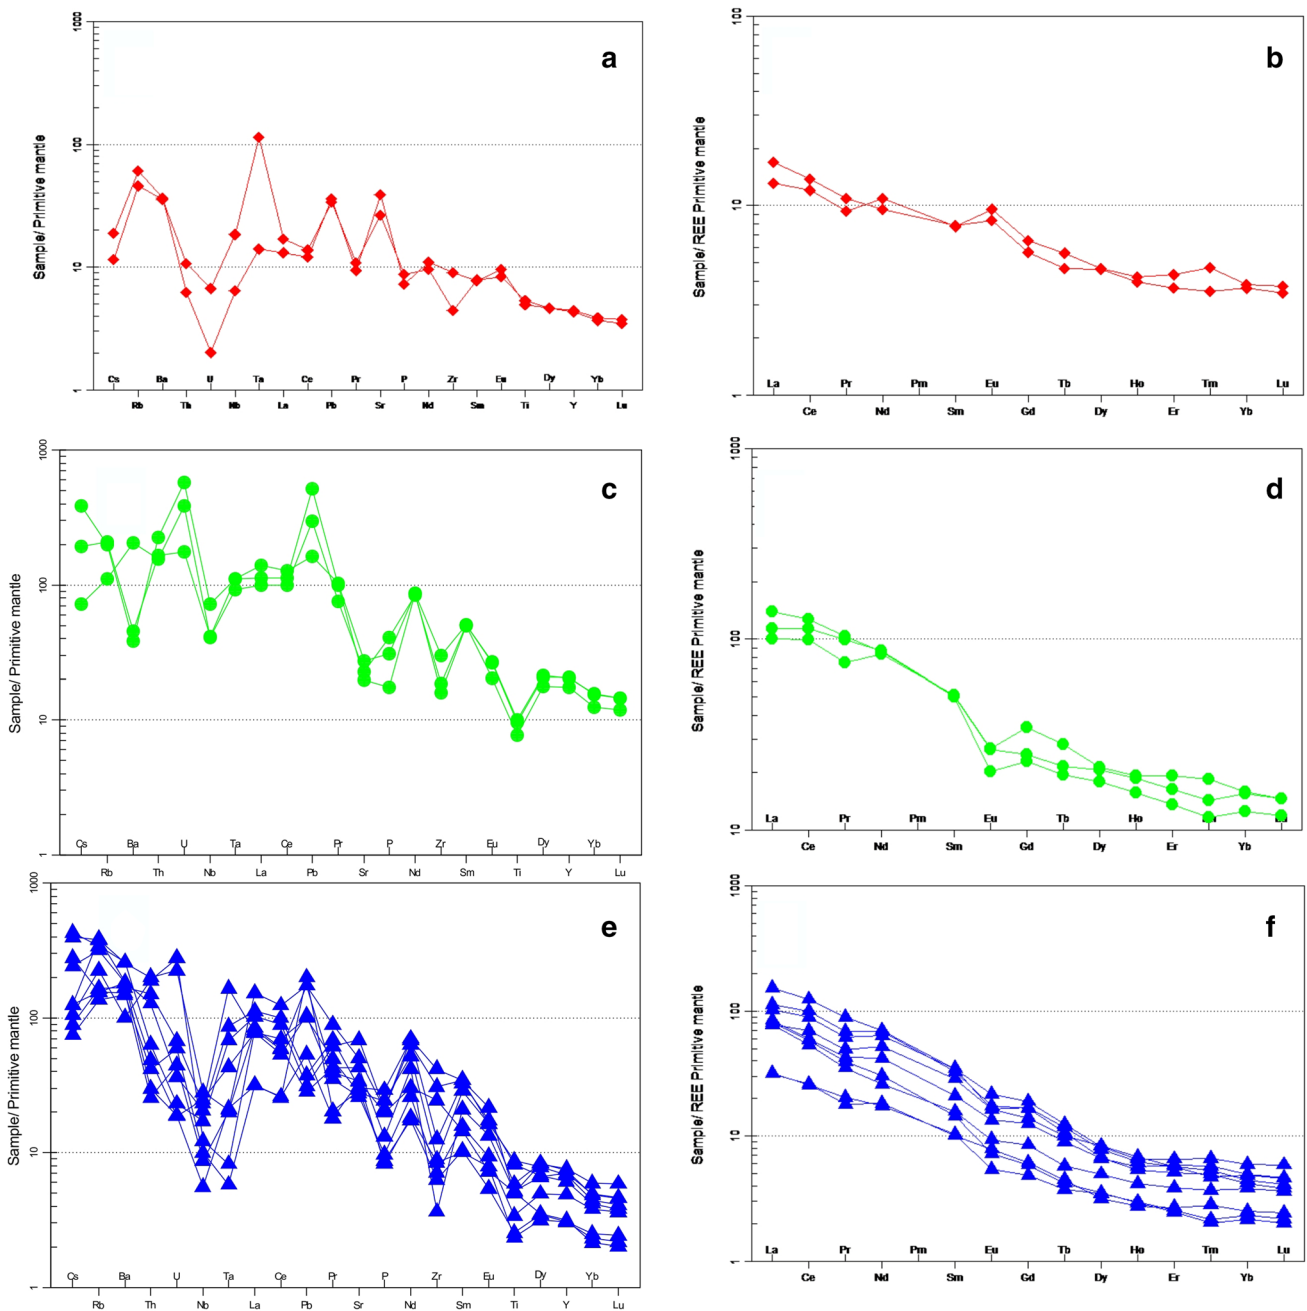 a
Sample/ Primitive mantle
1000
100
10
1
Cs Ba U Ta Ce Pr P Zr Eu Dy Yb
Rb Th Nb La Pb Sr Nd Sm Ti Y Lu
b
Sample/ REE Primitive mantle
100
10
1
La Pr Pm Eu Tb Ho Tm Lu
Ce Nd Sm Gd Dy Er Yb
c
Sample/ Primitive mantle
1000
100
10
1
Cs Ba U Ta Ce Pr P Zr Eu Dy Yb
Rb Th Nb La Pb Sr Nd Sm Ti Y Lu
d
Sample/ REE Primitive mantle
1000
100
10
La Pr Pm Eu Tb Ho
Ce Nd Sm Gd Dy Er Yb
e
Sample/ Primitive mantle
1000
100
10
1
Cs Ba U Ta Ce Pr P Zr Eu Dy Yb
Rb Th Nb La Pb Sr Nd Sm Ti Y Lu
f
Sample/ REE Primitive mantle
1000
100
10
1
La Pr Pm Eu Tb Ho Tm Lu
Ce Nd Sm Gd Dy Er Yb